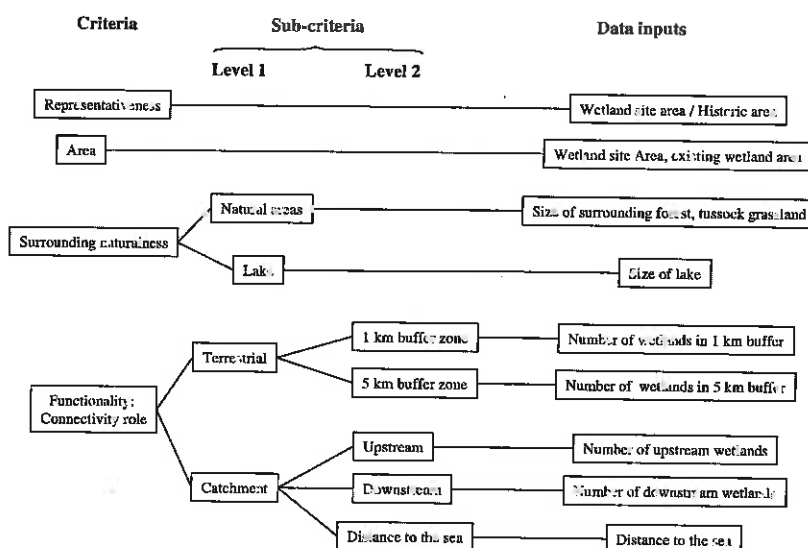 Criteria Sub-criteria Data inputs
Level 1 Level 2
Representativeness Wetland site area / Historic area
Area Wetland site Area, existing wetland area
Natural areas Size of surrounding forest, tussock grassland
Surrounding naturalness
Lake Size of lake
1 km buffer zone Number of wetlands in 1 km buffer
Terrestrial
5 km buffer zone Number of wetlands in 5 km buffer
Functionality:
Connectivity role
Upstream Number of upstream wetlands
Catchment Downstream Number of downstream wetlands
Distance to the sea Distance to the sea